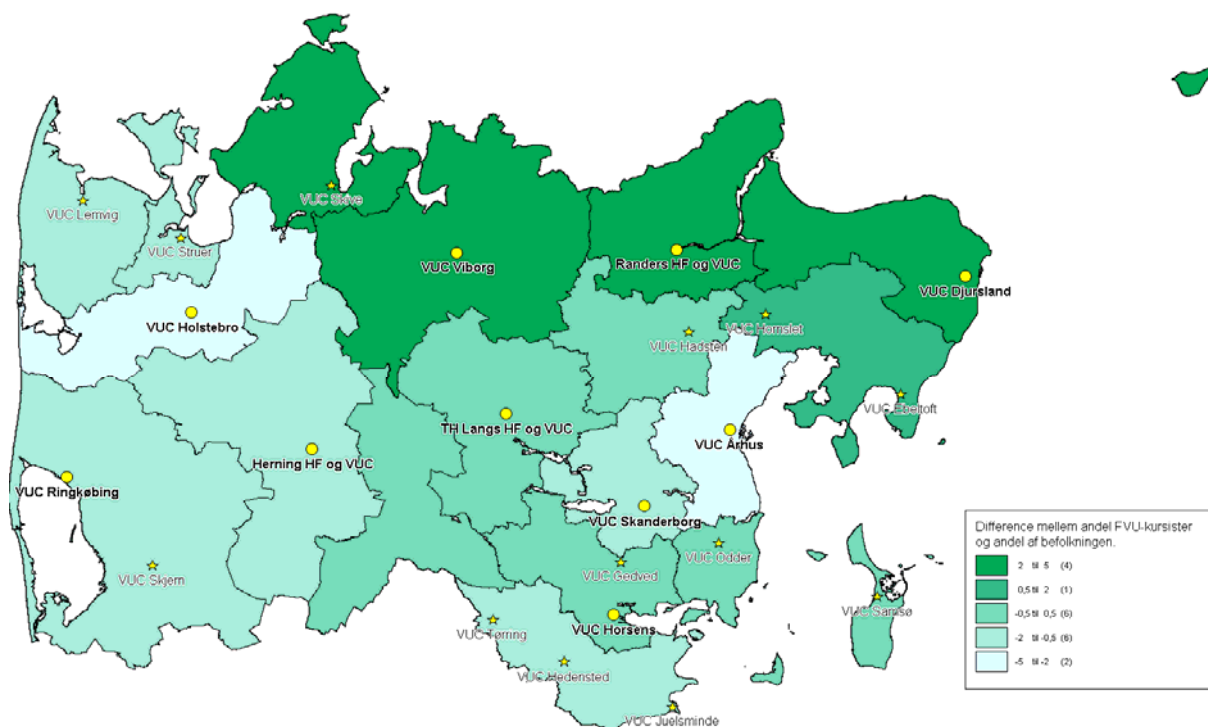 VUC Skive
VUC Lemvig
VUC Struer
VUC Viborg
Randers HF og VUC
VUC Djursland
VUC Holstebro
VUC Hornslet
VUC Hadsten
VUC Ebeltoft
TH Langs HF og VUC
VUC Århus
Herning HF og VUC
VUC Ringkøbing
VUC Skanderborg
VUC Odder
VUC Skjern
VUC Gedved
VUC Samsø
VUC Horsens
VUC Tørring
VUC Hedensted
VUC Juelsminde
Difference mellem andel FVU-kursister
og andel af befolkningen.
2 til 5 (4)
0,5 til 2 (1)
-0,5 til 0,5 (6)
-2 til -0,5 (6)
-5 til -2 (2)